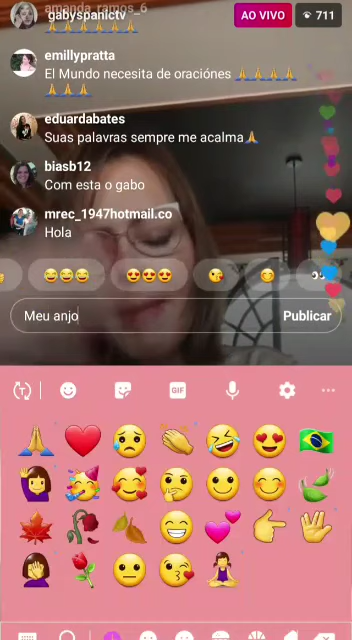 amanda_ramos_6
gabyspanictv
AO VIVO
711
emillypratta
El Mundo necesita de oraciónes
eduardabates
Suas palavras sempre me acalma
biasb12
Com esta o gabo
mrec_1947hotmail.co
Hola
Meu anjo
Publicar
GIF